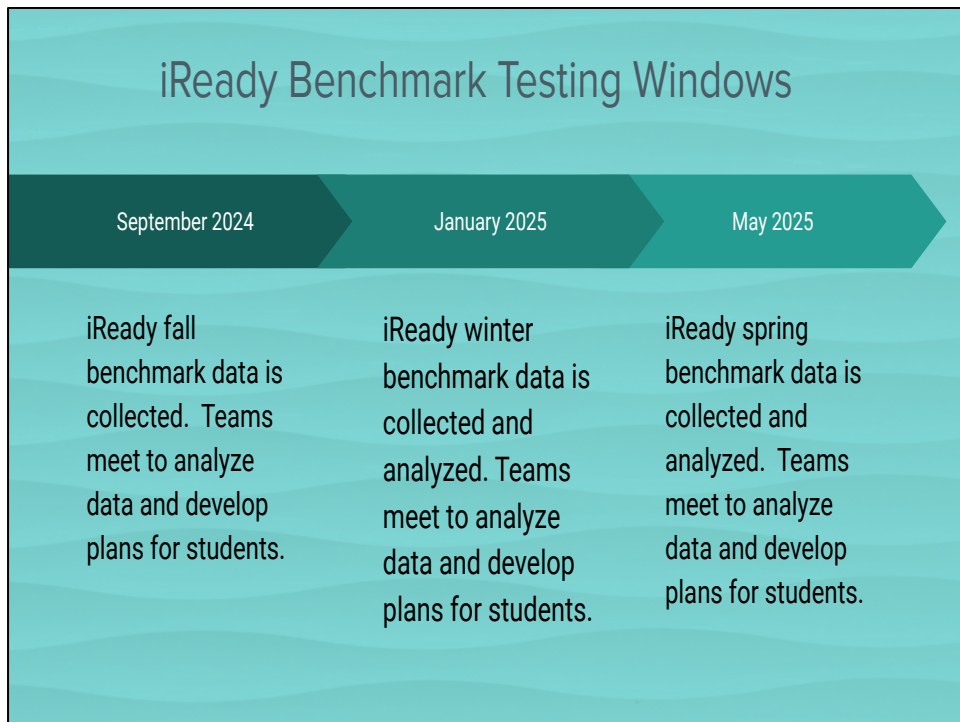 iReady Benchmark Testing Windows
September 2024
January 2025
May 2025
iReady fall
benchmark data is
collected.  Teams
meet to analyze
data and develop
plans for students.
iReady winter
benchmark data is
collected and
analyzed. Teams
meet to analyze
data and develop
plans for students.
iReady spring
benchmark data is
collected and
analyzed.  Teams
meet to analyze
data and develop
plans for students.